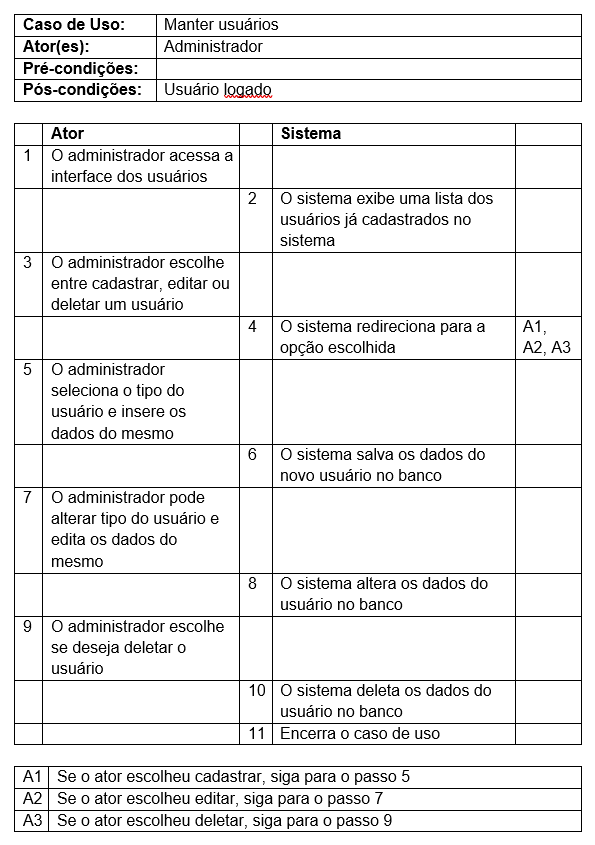 Caso de Uso: Manter usuários
Ator(es): Administrador
Pré-condições:
Pós-condições: Usuário logado
Ator Sistema
1 O administrador acessa a
interface dos usuários
2 O sistema exibe uma lista dos
usuários já cadastrados no
sistema
3 O administrador escolhe
entre cadastrar, editar ou
deletar um usuário
4 O sistema redireciona para a A1,
opção escolhida A2, A3
5 O administrador
seleciona o tipo do
usuário e insere os
dados do mesmo
6 O sistema salva os dados do
novo usuário no banco
7 O administrador pode
alterar tipo do usuário e
edita os dados do
mesmo
8 O sistema altera os dados do
usuário no banco
9 O administrador escolhe
se deseja deletar o
usuário
10 O sistema deleta os dados do
usuário no banco
11 Encerra o caso de uso
A1 Se o ator escolheu cadastrar, siga para o passo 5
A2 Se o ator escolheu editar, siga para o passo 7
A3 Se o ator escolheu deletar, siga para o passo 9